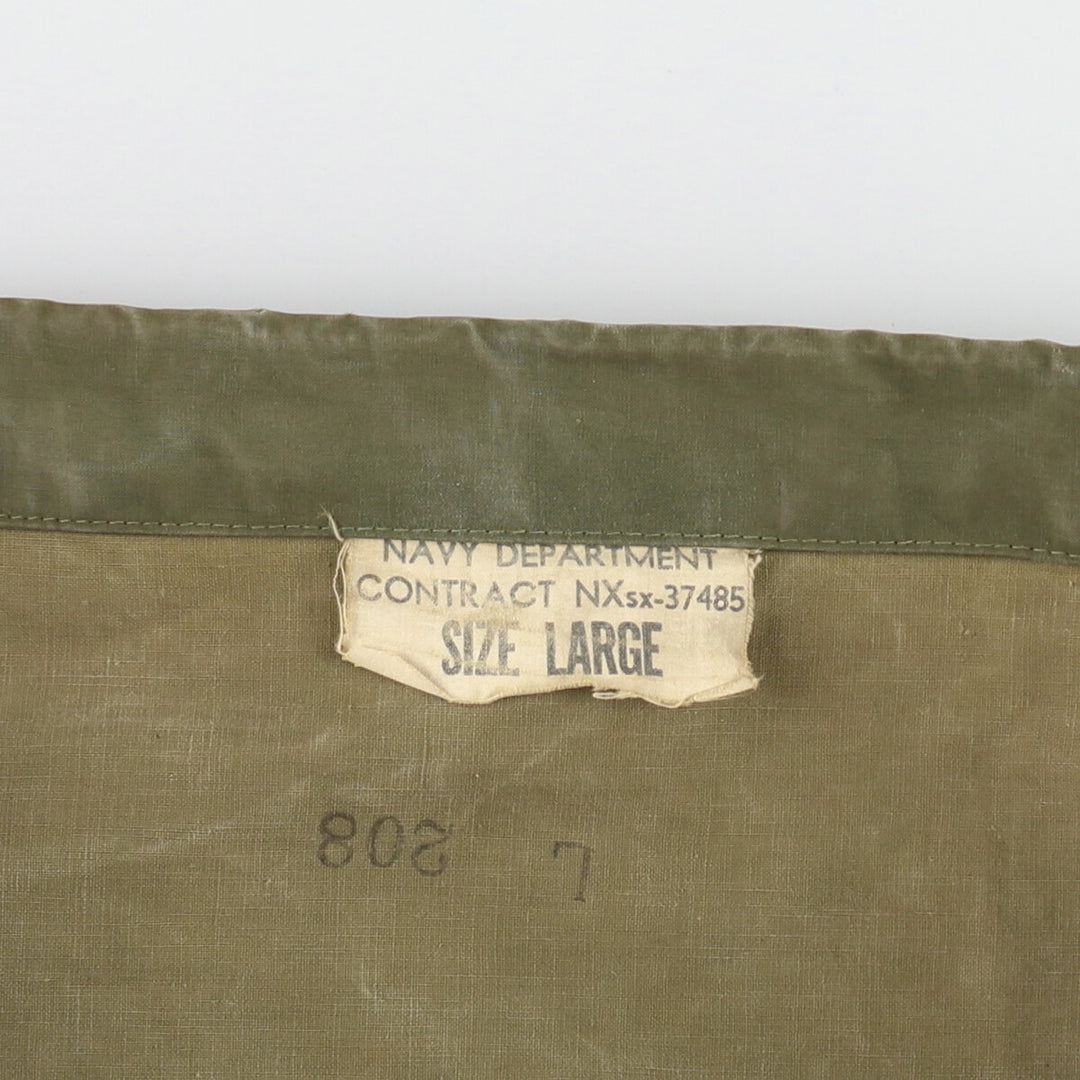 NAVY DEPARTMENT
CONTRACT NXsx-37485
SIZE LARGE
L 208